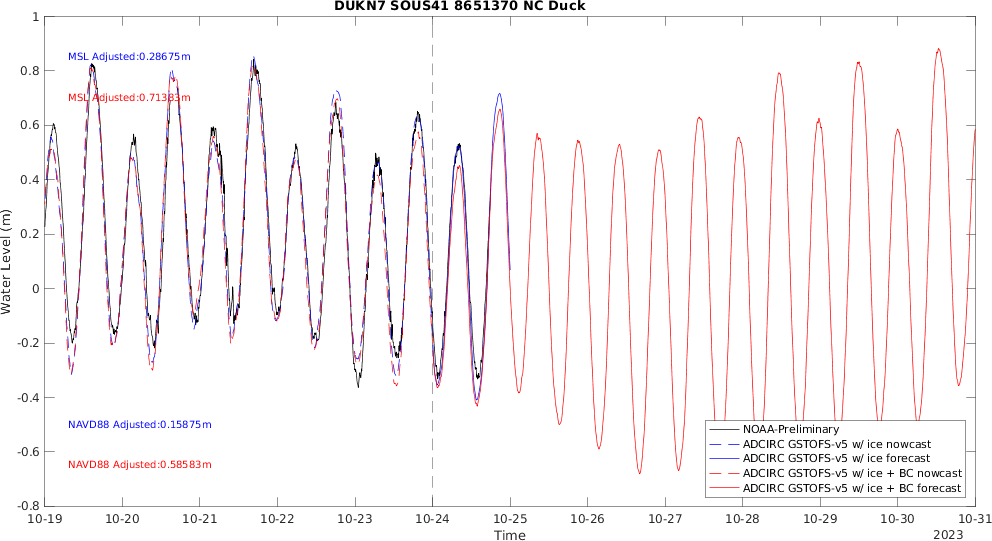 DUKN7 SOUS41 8651370 NC Duck
Water Level (m)
1
0.8
0.6
0.4
0.2
0
-0.2
-0.4
-0.6
-0.8
MSL Adjusted:0.28675m
MSL Adjusted:0.71383m
NAVD88 Adjusted:0.15875m
NAVD88 Adjusted:0.58583m
NOAA-Preliminary
ADCIRC GSTOFS-v5 w/ ice nowcast
ADCIRC GSTOFS-v5 w/ ice forecast
ADCIRC GSTOFS-v5 w/ ice + BC nowcast
ADCIRC GSTOFS-v5 w/ ice + BC forecast
10-19 10-20 10-21 10-22 10-23 10-24 10-25 10-26 10-27 10-28 10-29 10-30 10-31
Time
2023